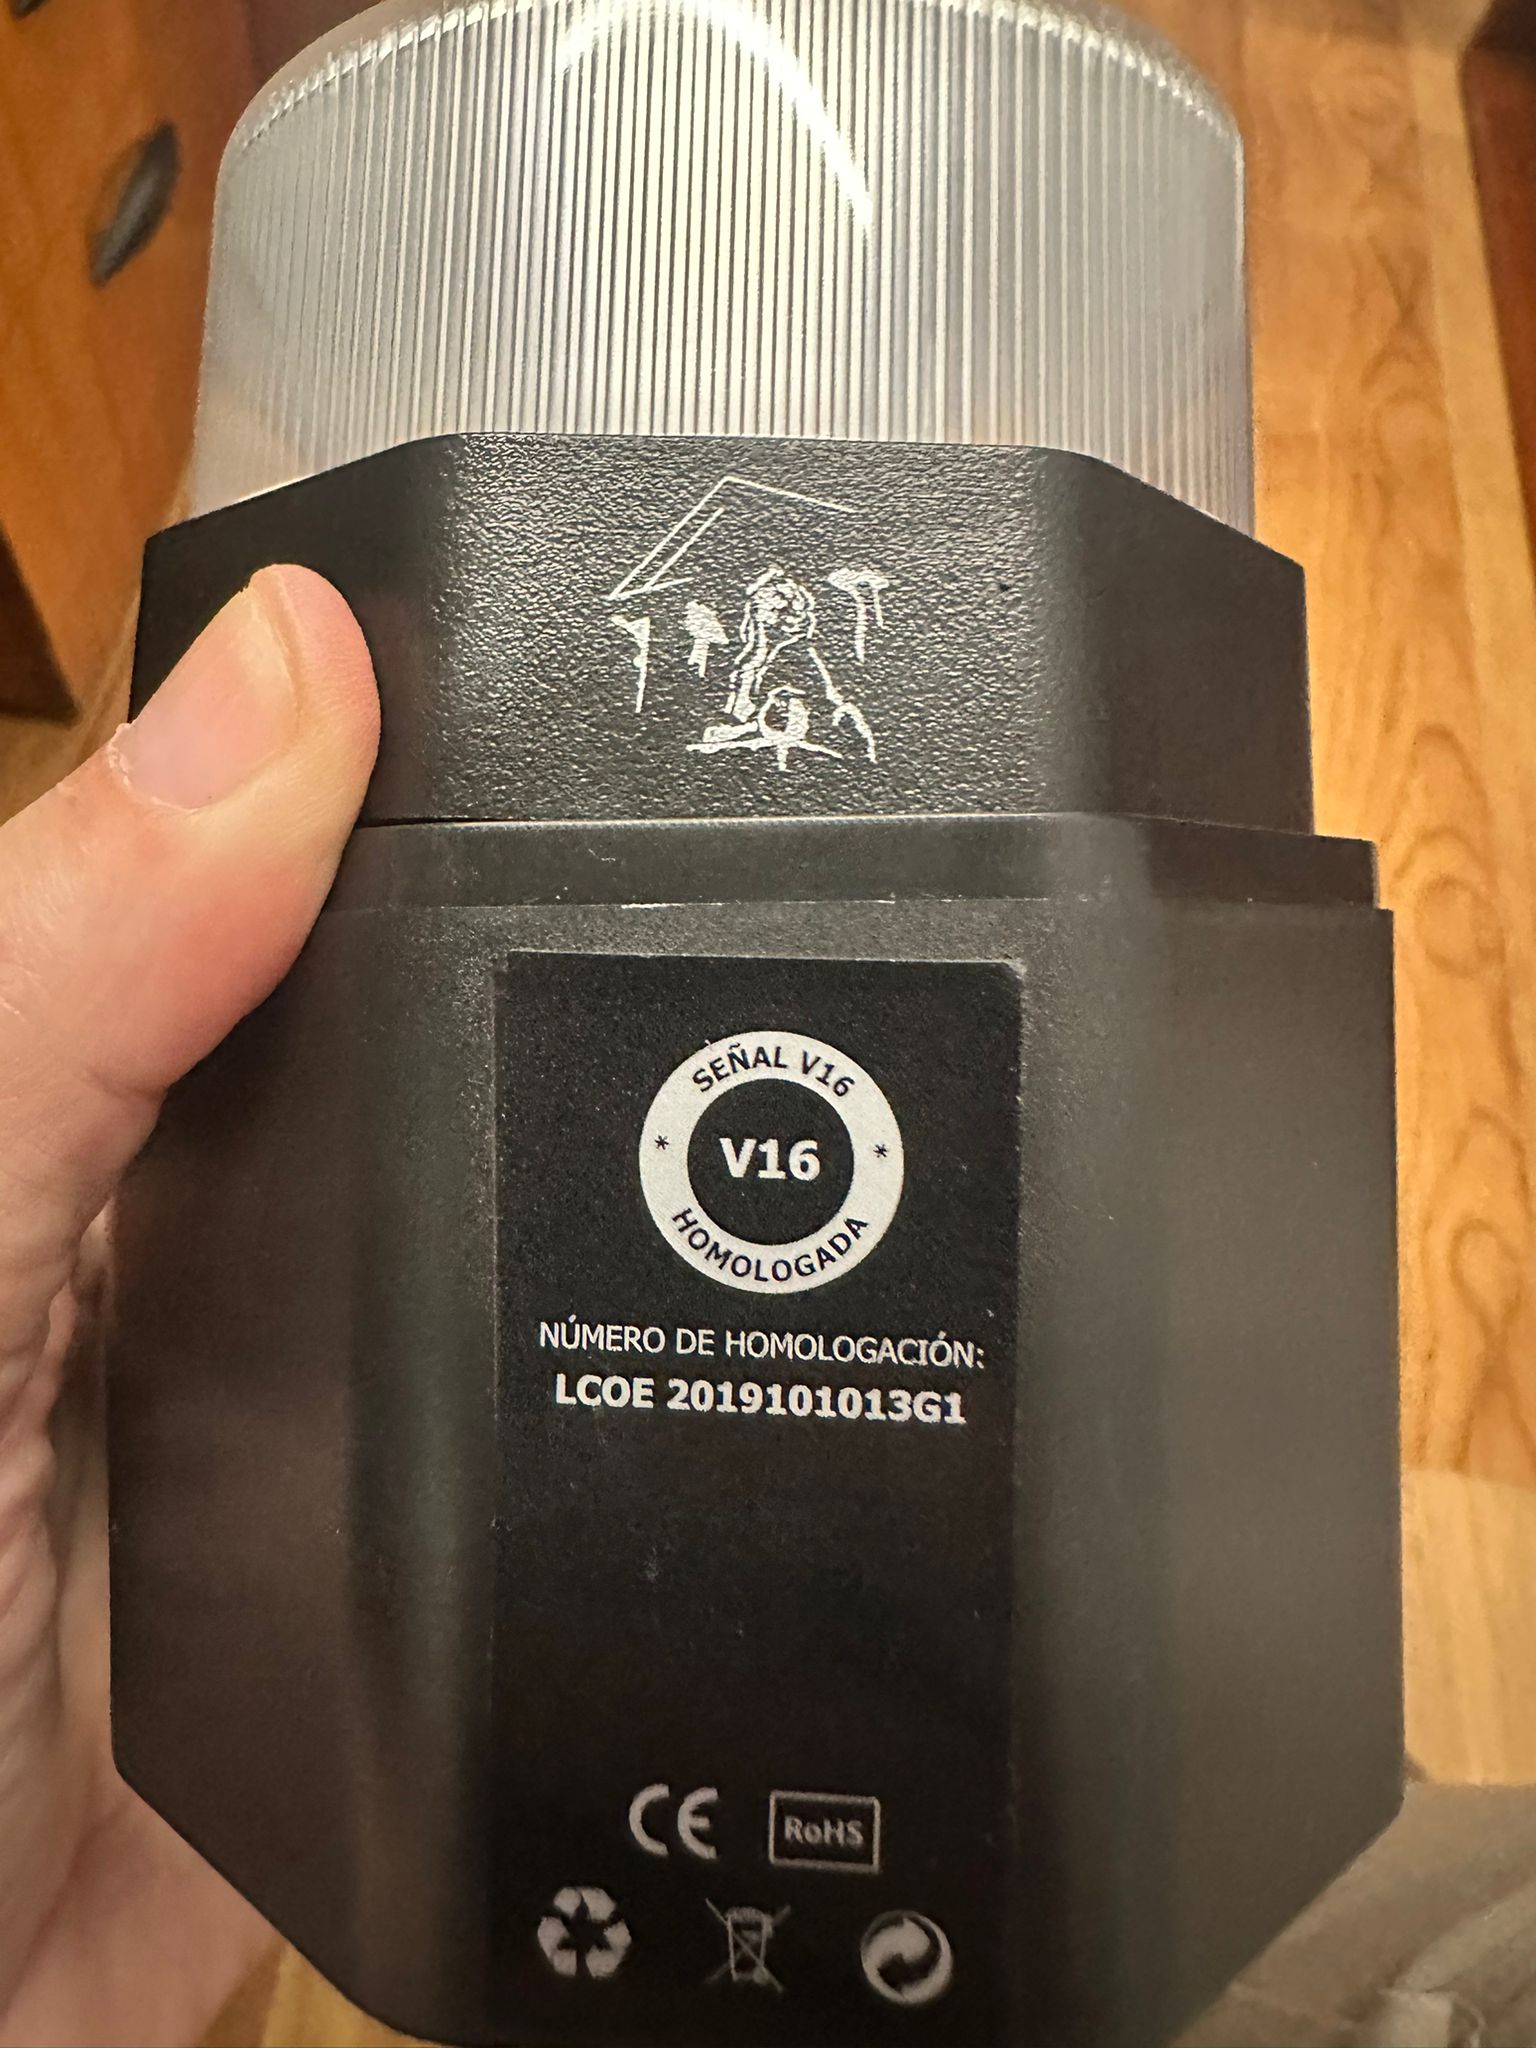 SEÑAL V16
*
V16
*
HOMOLOGADA
NÚMERO DE HOMOLOGACIÓN:
LCOE 2019101013G1
CE
RoHS